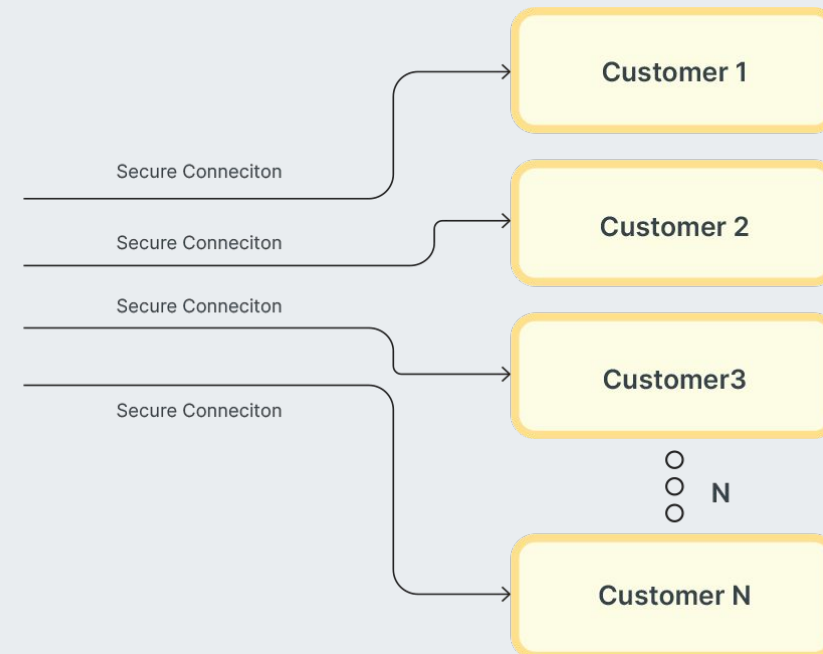 Customer 1
Secure Conneciton
Customer 2
Secure Conneciton
Secure Conneciton
Customer3
Secure Conneciton
N
Customer N